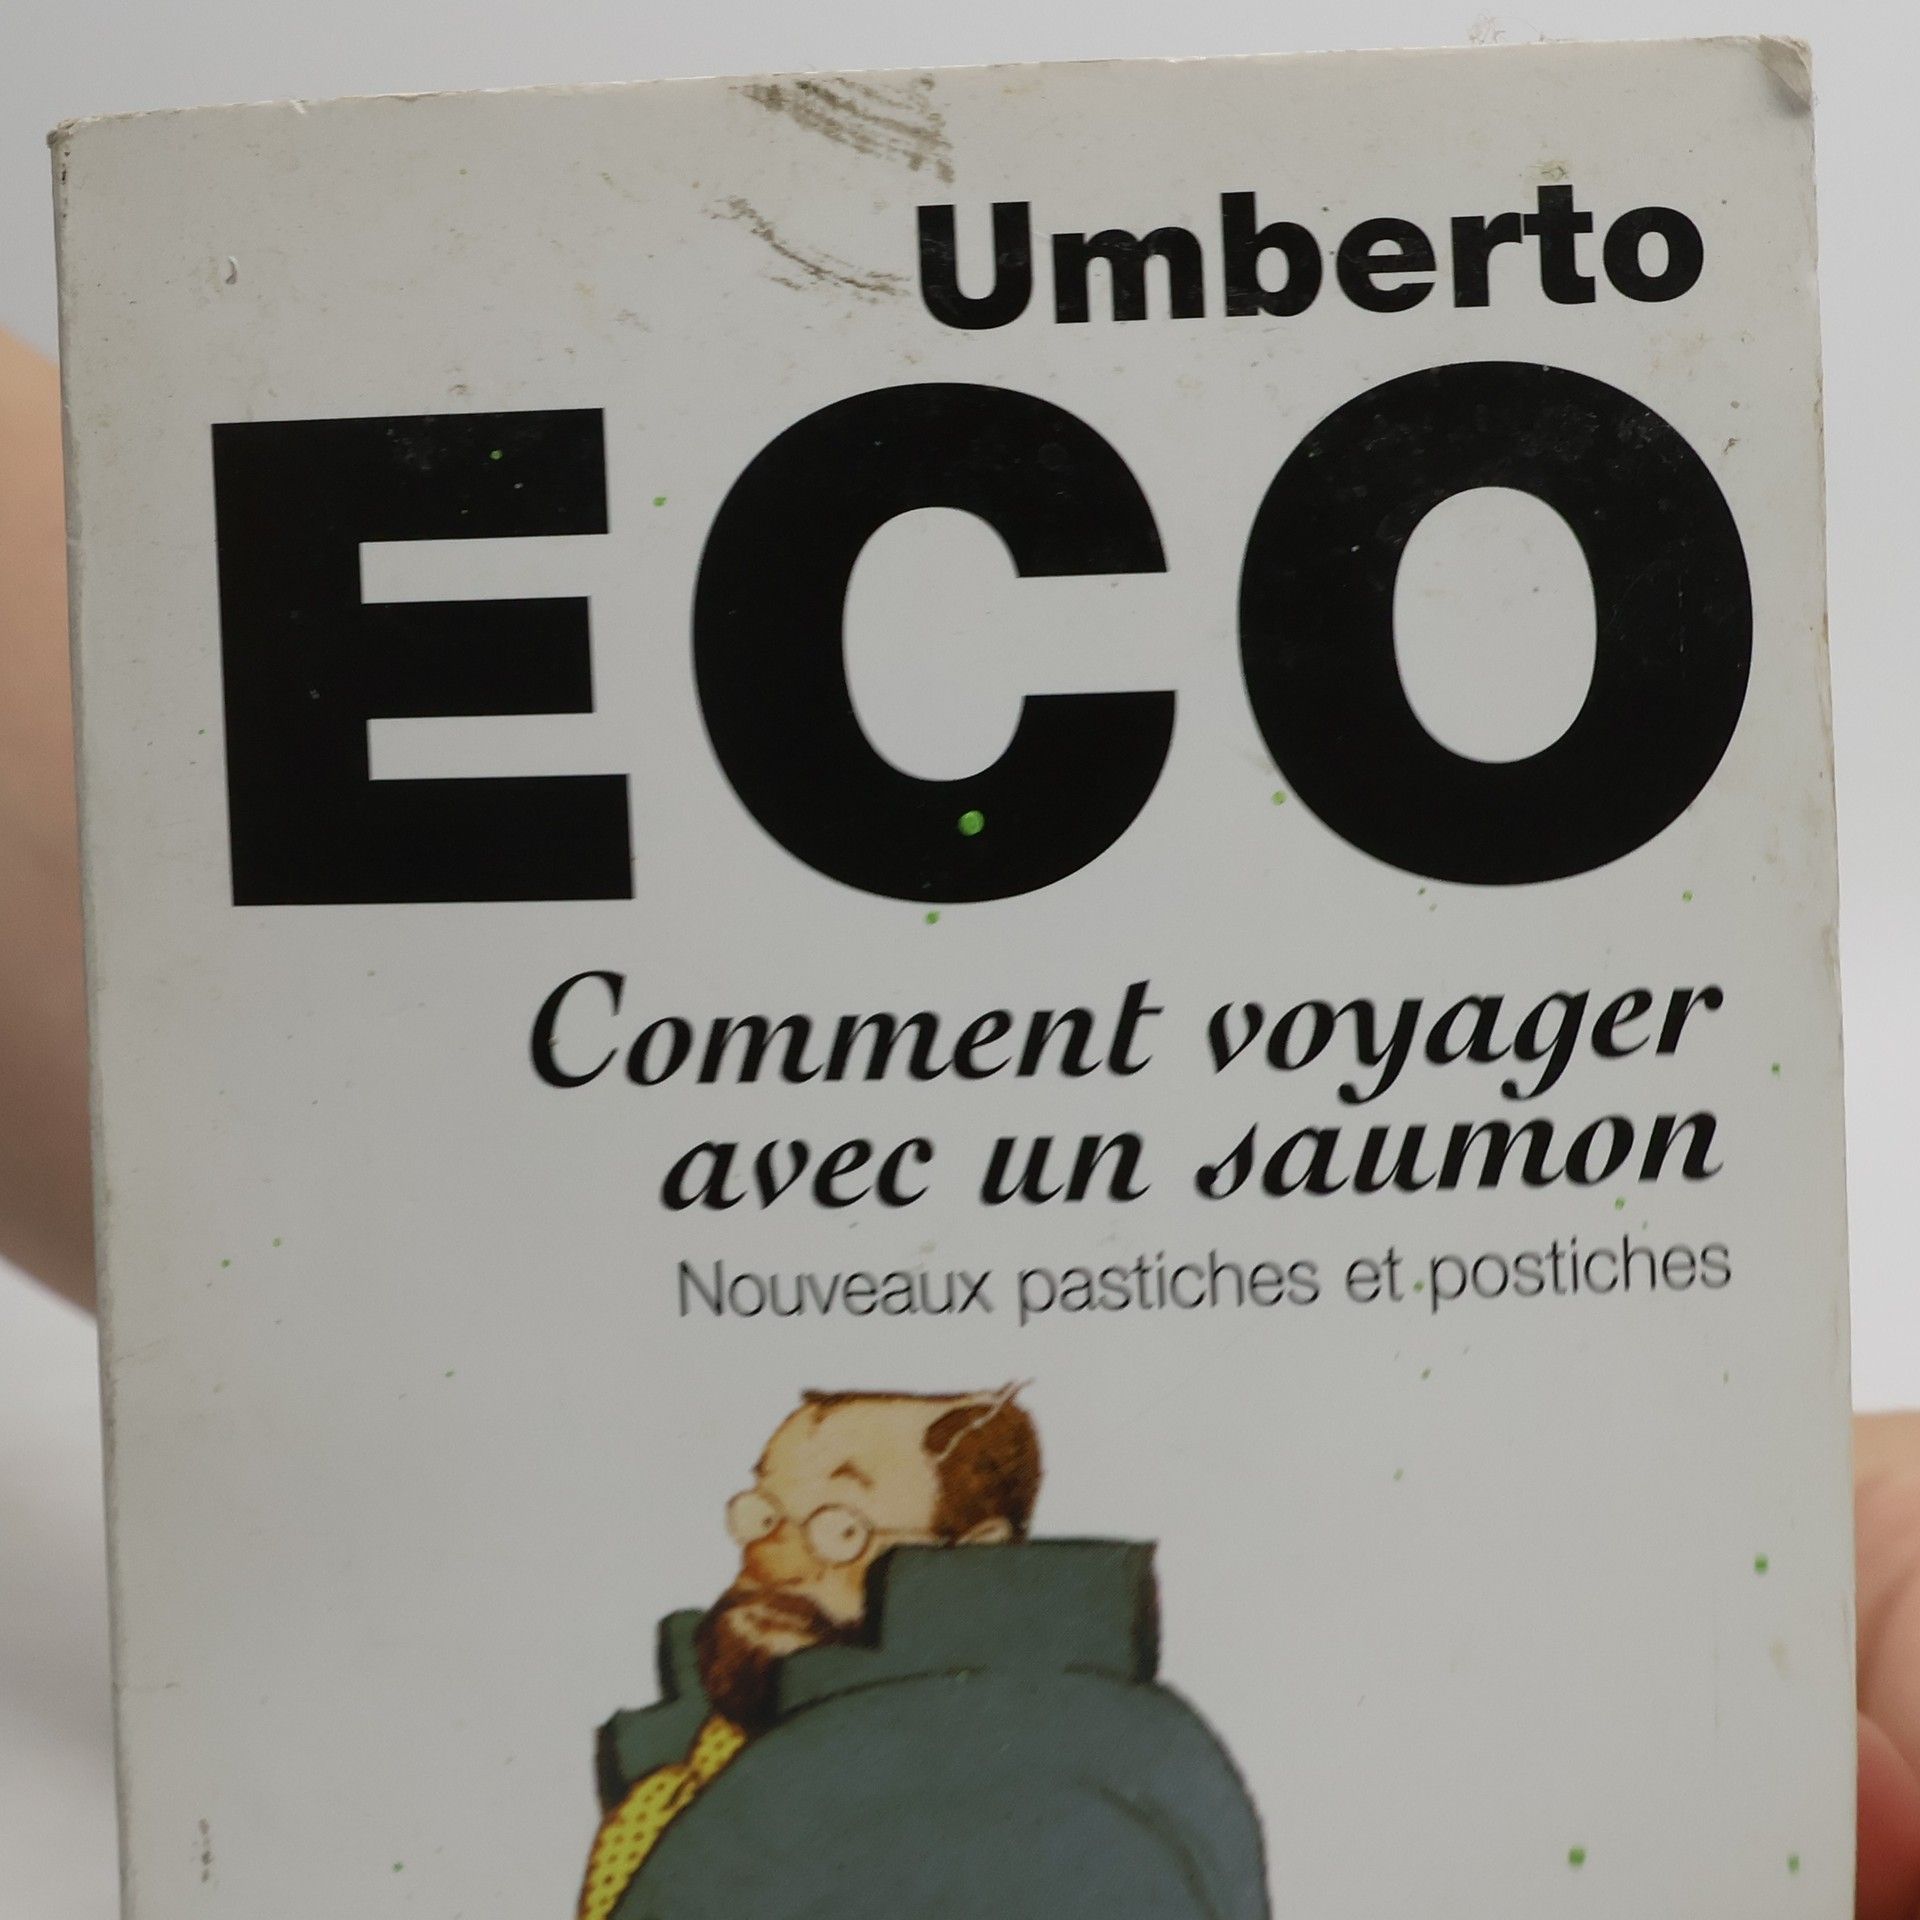 Umberto
ECO
Comment voyager
avec un saumon
Nouveaux pastiches et postiches